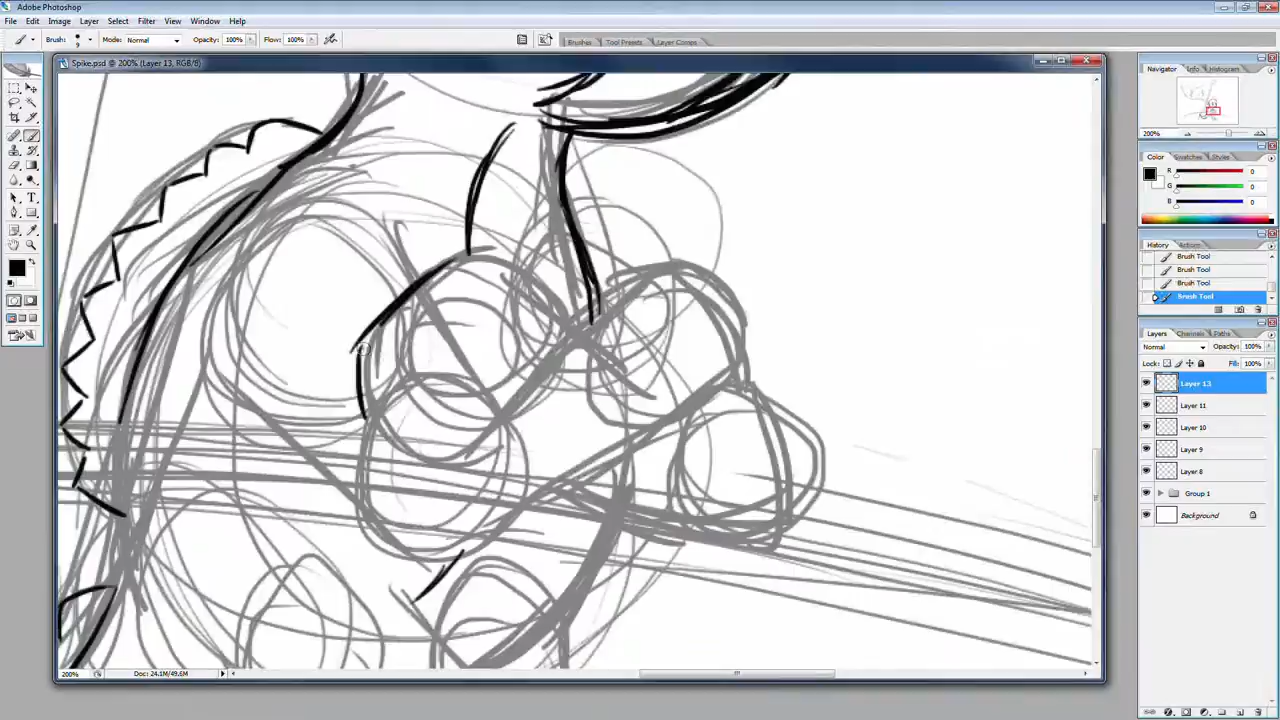 Adobe Photoshop
File Edit Image Layer Select Filter View Window Help
Brush: 9 Mode: Normal Opacity: 100% Flow: 100% Brushes Tool Presets Layer Comps
Spike.psd @ 200% (Layer 13, RGB/8)
Navigator Info Histogram
200%
Color Swatches Styles
R 0
G 0
B 0
History Actions
Brush Tool
Brush Tool
Brush Tool
Brush Tool
Layers Channels Paths
Normal Opacity: 100%
Lock: Fill: 100%
Layer 13
Layer 11
Layer 10
Layer 9
Layer 8
Group 1
Background
200% Doc: 24.1M/49.6M